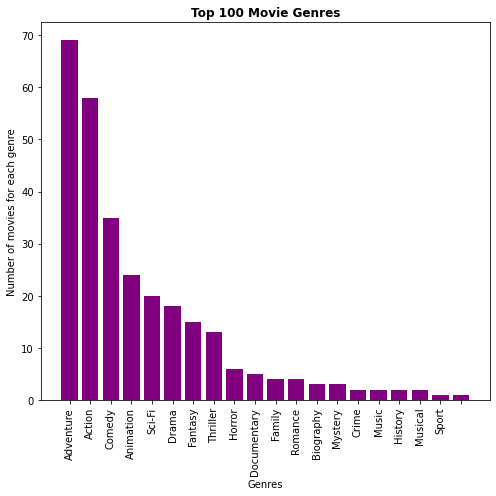 Top 100 Movie Genres
Number of movies for each genre
70
60
50
40
30
20
10
0
Adventure
Action
Comedy
Animation
Sci-Fi
Drama
Fantasy
Thriller
Horror
Documentary
Family
Romance
Biography
Mystery
Crime
Music
History
Musical
Sport
Genres